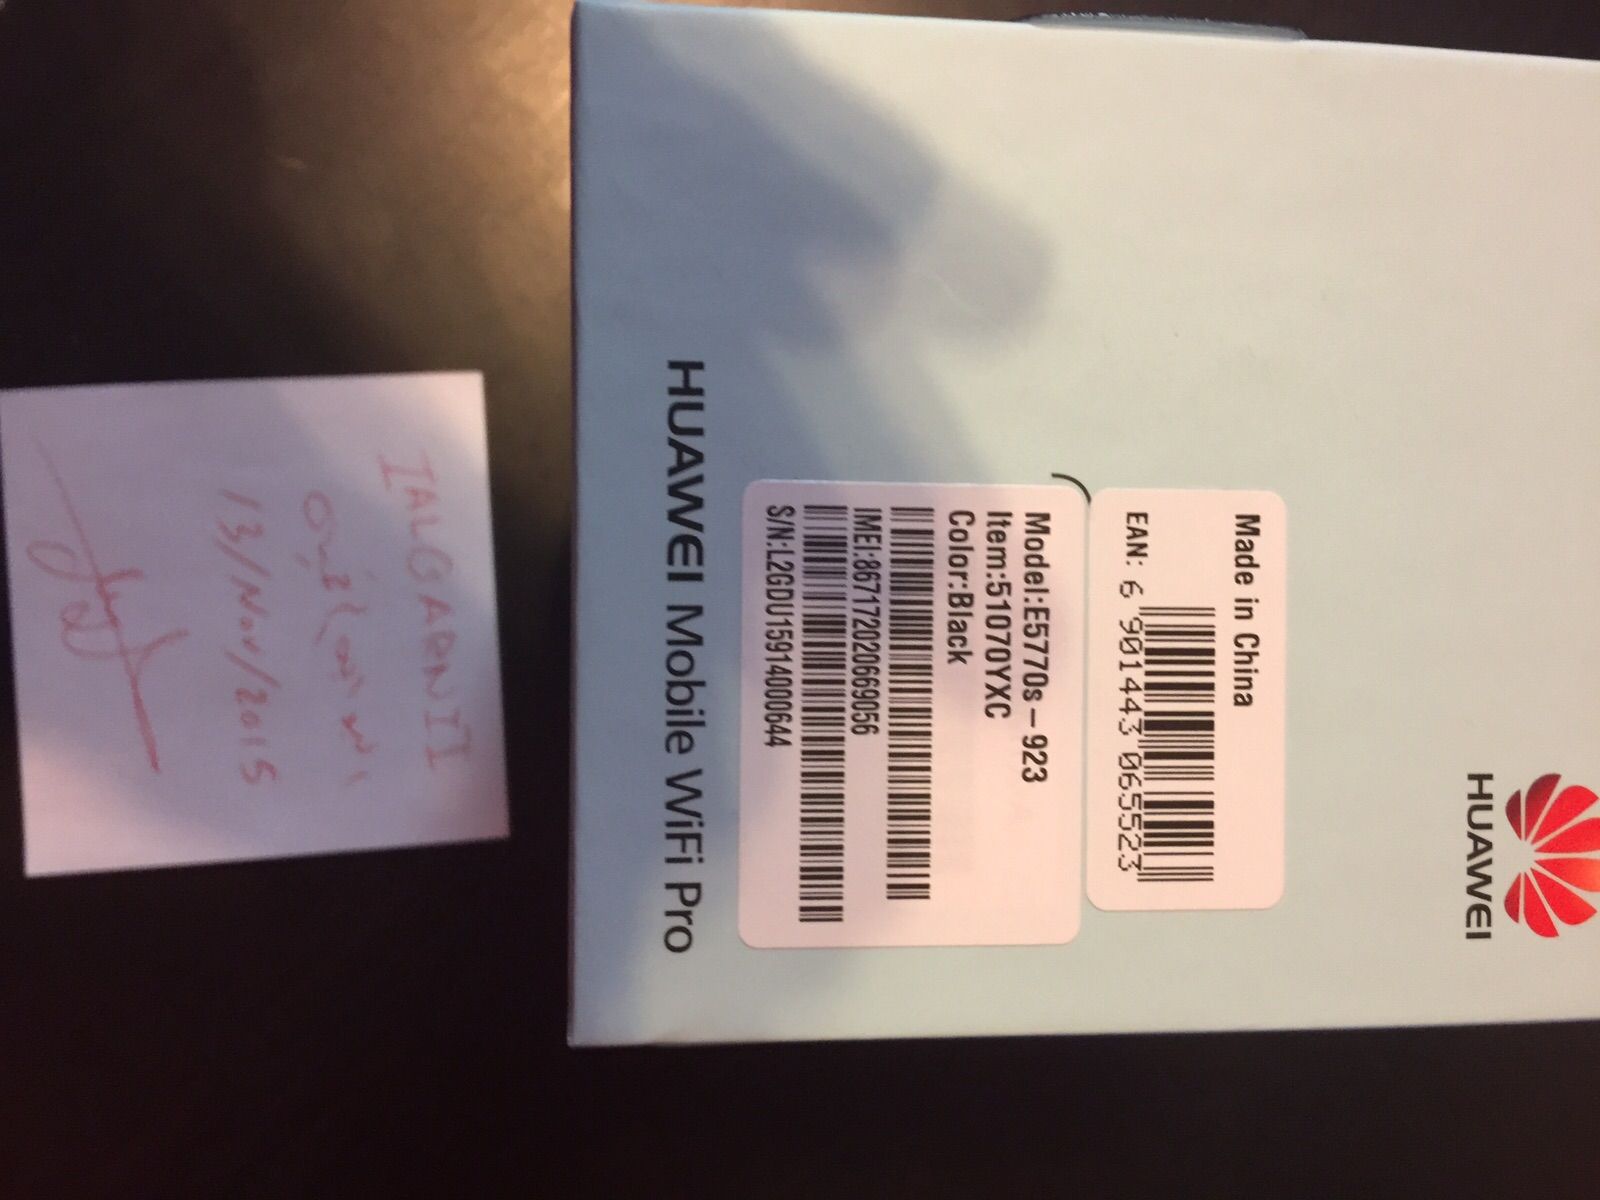 HUAWEI
Made in China
EAN: 6 901443 065523
Model:E5770s-923
Item:51070YXC
Color:Black
IMEI:867172020669056
S/N:L2GDU15914000644
HUAWEI Mobile WiFi Pro
IALGARNII
13/Nov/2015